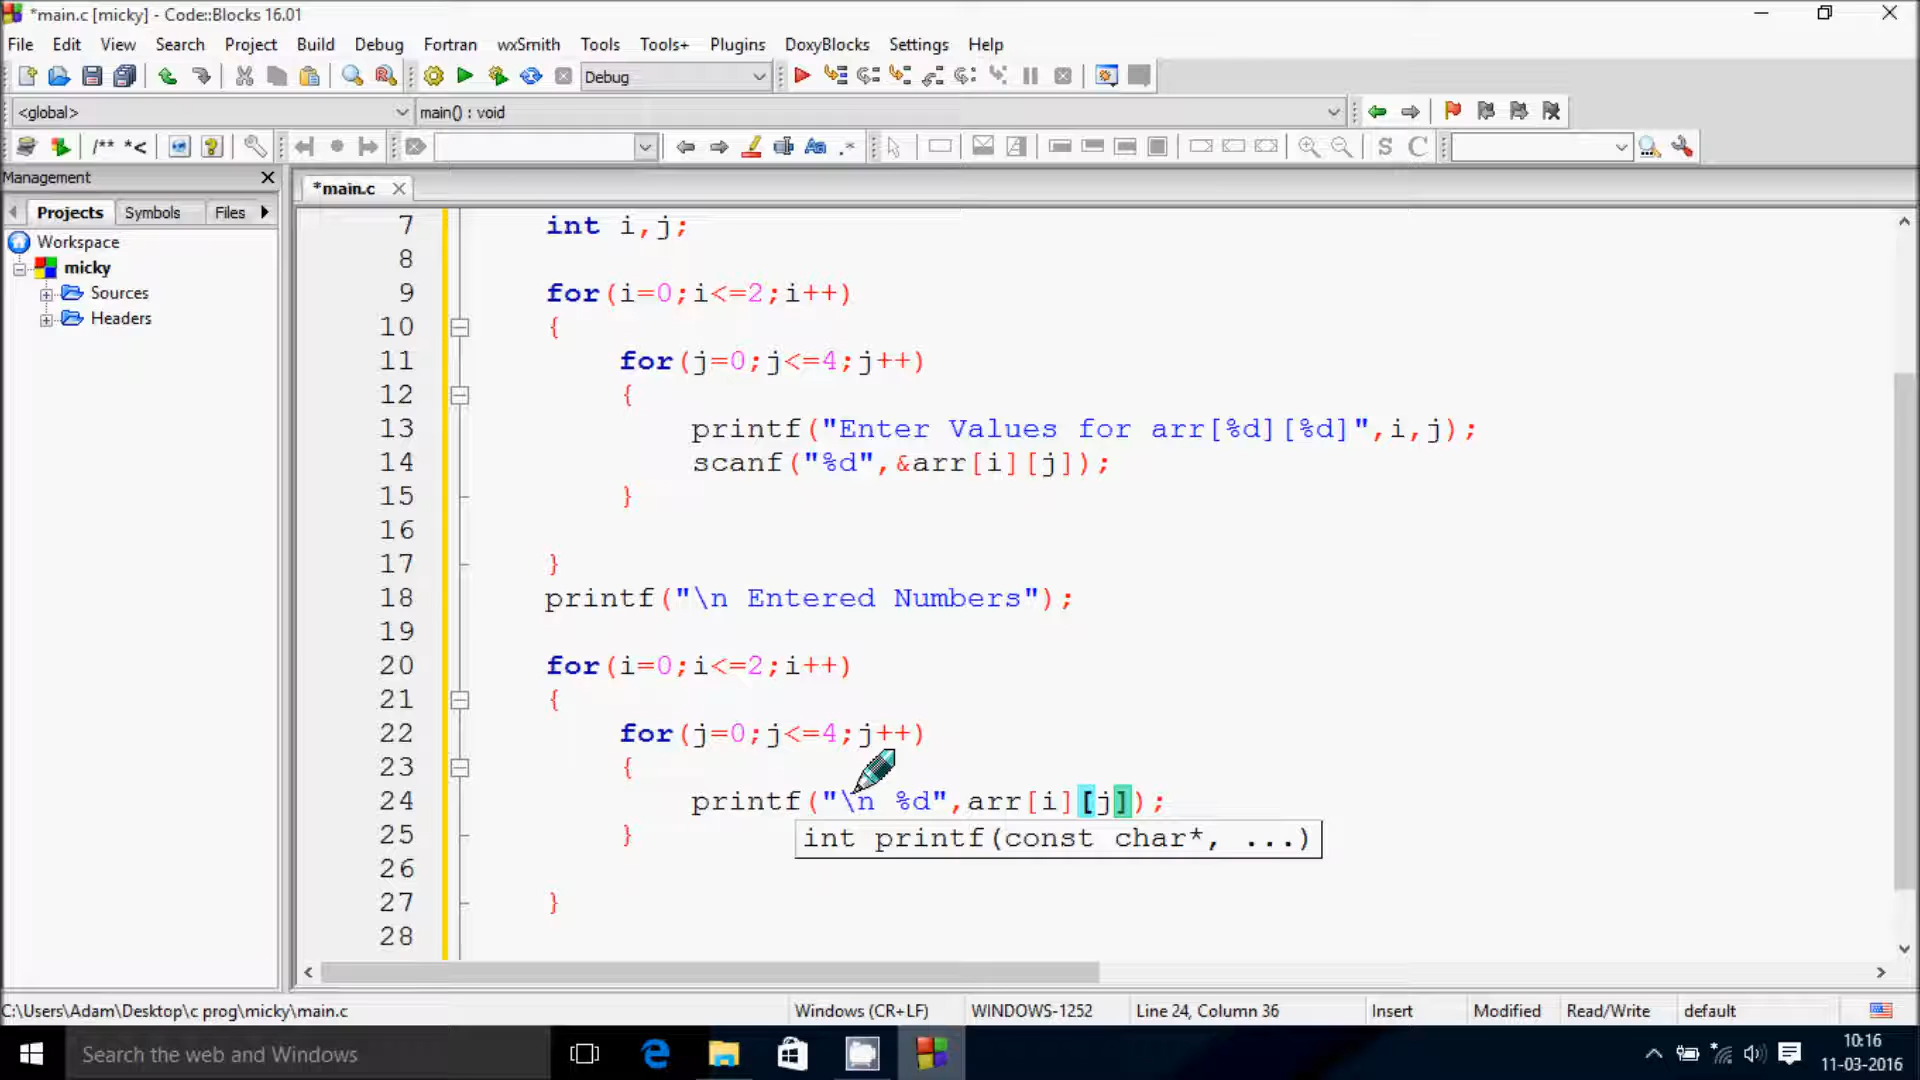 *main.c [micky] - Code::Blocks 16.01
File Edit View Search Project Build Debug Fortran wxSmith Tools Tools+ Plugins DoxyBlocks Settings Help
Debug
<global> main() : void
/** *< Aa .* S C
Management
*main.c
Projects Symbols Files
Workspace
micky
Sources
Headers
7 int i,j;
8
9 for(i=0;i<=2;i++)
10 {
11 for(j=0;j<=4;j++)
12 {
13 printf("Enter Values for arr[%d][%d]",i,j);
14 scanf("%d",&arr[i][j]);
15 }
16
17 }
18 printf("\n Entered Numbers");
19
20 for(i=0;i<=2;i++)
21 {
22 for(j=0;j<=4;j++)
23 {
24 printf("\n %d",arr[i][j]);
int printf(const char*, ...)
25 }
26
27 }
28
C:\Users\Adam\Desktop\c prog\micky\main.c Windows (CR+LF) WINDOWS-1252 Line 24, Column 36 Insert Modified Read/Write default
Search the web and Windows
10:16
11-03-2016